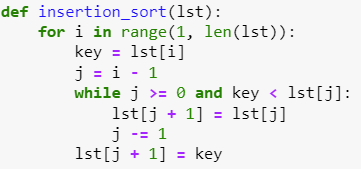 def insertion_sort(lst):
    for i in range(1, len(lst)):
        key = lst[i]
        j = i - 1
        while j >= 0 and key < lst[j]:
            lst[j + 1] = lst[j]
            j -= 1
        lst[j + 1] = key